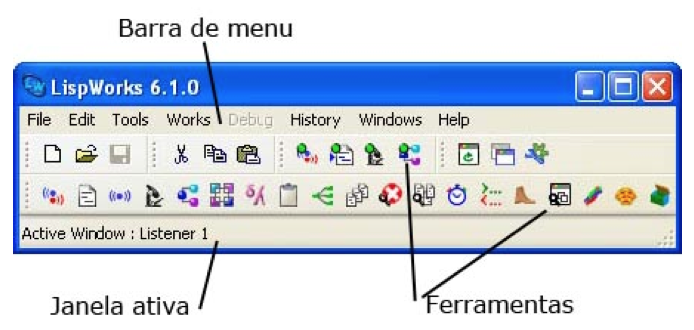 Barra de menu
LispWorks 6.1.0
File Edit Tools Works Debug History Windows Help
Active Window : Listener 1
Janela ativa
Ferramentas